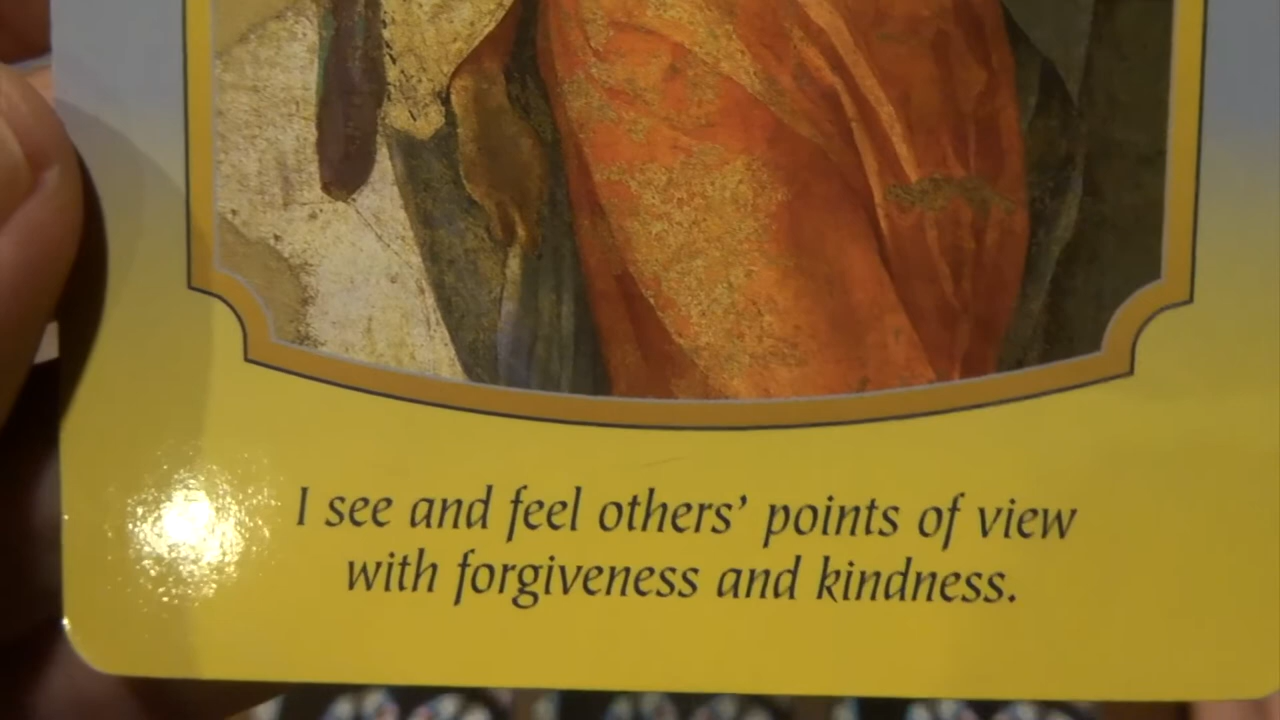 I see and feel others’ points of view
with forgiveness and kindness.